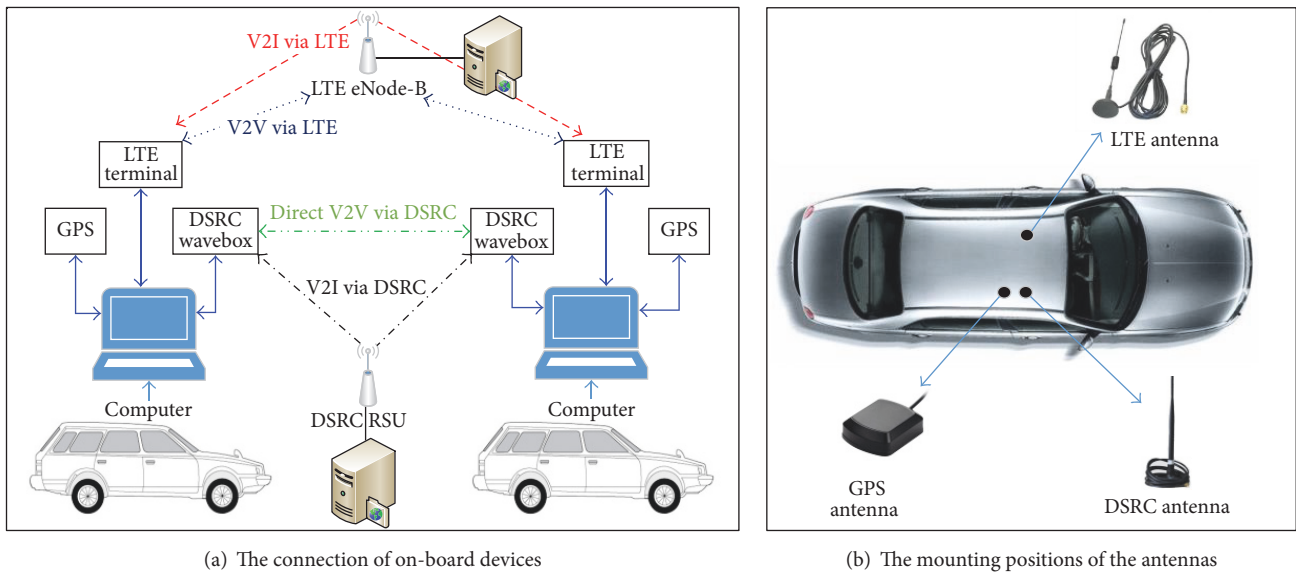 V2I via LTE
LTE eNode-B
V2V via LTE
LTE
terminal
LTE
terminal
GPS
DSRC
wavebox
Direct V2V via DSRC
DSRC
wavebox
GPS
V2I via DSRC
Computer
DSRC RSU
Computer
(a) The connection of on-board devices
LTE antenna
GPS
antenna
DSRC antenna
(b) The mounting positions of the antennas